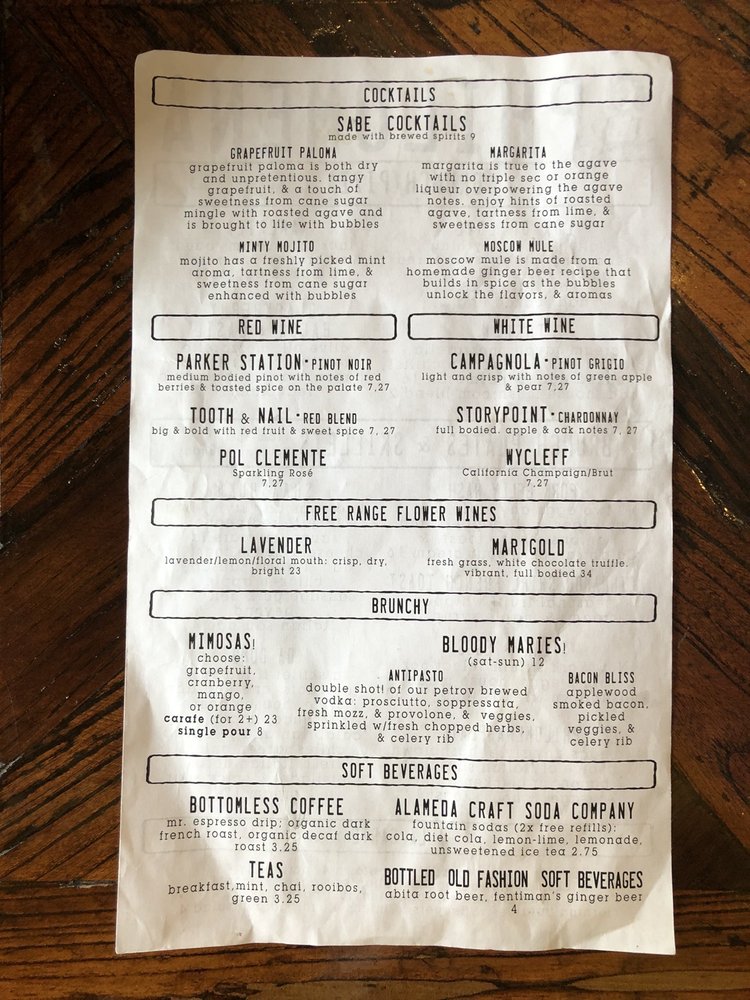 COCKTAILS
SABE COCKTAILS
made with brewed spirits 9
GRAPEFRUIT PALOMA
grapefruit paloma is both dry
and unpretentious. tangy
grapefruit, & a touch of
sweetness from cane sugar
mingle with roasted agave and
is brought to life with bubbles
MARGARITA
margarita is true to the agave
with no triple sec or orange
liqueur overpowering the agave
notes. enjoy hints of roasted
agave, tartness from lime, &
sweetness from cane sugar
MINTY MOJITO
mojito has a freshly picked mint
aroma, tartness from lime, &
sweetness from cane sugar
enhanced with bubbles
MOSCOW MULE
moscow mule is made from a
homemade ginger beer recipe that
builds in spice as the bubbles
unlock the flavors, & aromas
RED WINE
PARKER STATION • PINOT NOIR
medium bodied pinot with notes of red
berries & toasted spice on the palate 7,27
TOOTH & NAIL • RED BLEND
big & bold with red fruit & sweet spice 7, 27
POL CLEMENTE
Sparkling Rosé
7,27
WHITE WINE
CAMPAGNOLA • PINOT GRIGIO
light and crisp with notes of green apple
& pear 7,27
STORYPOINT • CHARDONNAY
full bodied. apple & oak notes 7, 27
WYCLEFF
California Champaign/Brut
7,27
FREE RANGE FLOWER WINES
LAVENDER
lavender/lemon/floral mouth: crisp, dry,
bright 23
MARIGOLD
fresh grass, white chocolate truffle.
vibrant, full bodied 34
BRUNCHY
MIMOSAS!
choose:
grapefruit,
cranberry,
mango,
or orange
carafe (for 2+) 23
single pour 8
BLOODY MARIES!
(sat-sun) 12
ANTIPASTO
double shot! of our petrov brewed
vodka: prosciutto, soppressata,
fresh mozz, & provolone, & veggies,
sprinkled w/fresh chopped herbs,
& celery rib
BACON BLISS
applewood
smoked bacon,
pickled
veggies, &
celery rib
SOFT BEVERAGES
BOTTOMLESS COFFEE
mr. espresso drip; organic dark
french roast, organic decaf dark
roast 3.25
ALAMEDA CRAFT SODA COMPANY
fountain sodas (2x free refills):
cola, diet cola, lemon-lime, lemonade,
unsweetened ice tea 2.75
TEAS
breakfast,mint, chai, rooibos,
green 3.25
BOTTLED OLD FASHION SOFT BEVERAGES
abita root beer, fentiman's ginger beer
4